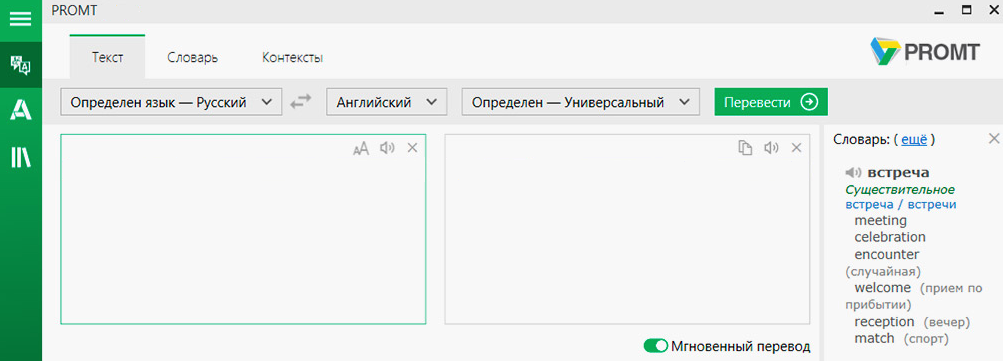 PROMT
Текст
Словарь
Контексты
PROMT
Определен язык — Русский
Английский
Определен — Универсальный
Перевести
Словарь: ( ещё )
встреча
Существительное
встреча / встречи
meeting
celebration
encounter
(случайная)
welcome (прием по
прибытии)
reception (вечер)
match (спорт)
Мгновенный перевод